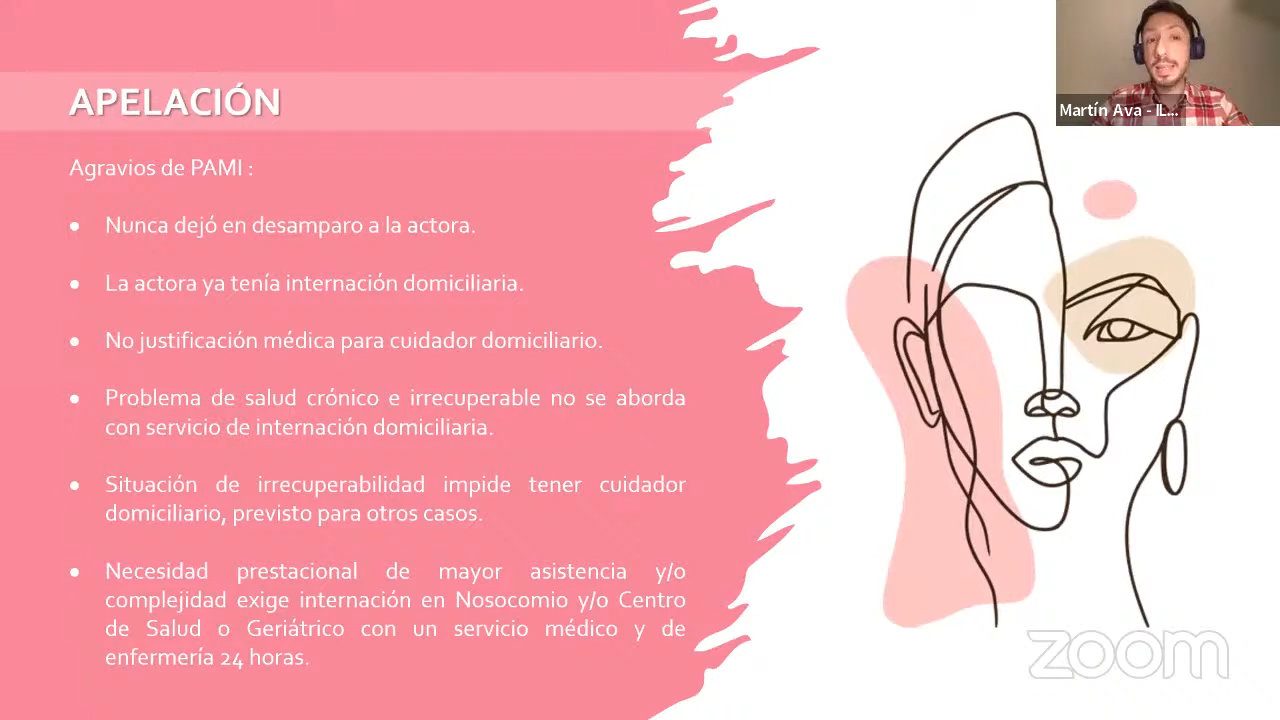 APELACIÓN
Agravios de PAMI :
• Nunca dejó en desamparo a la actora.
• La actora ya tenía internación domiciliaria.
• No justificación médica para cuidador domiciliario.
• Problema de salud crónico e irrecuperable no se aborda
con servicio de internación domiciliaria.
• Situación de irrecuperabilidad impide tener cuidador
domiciliario, previsto para otros casos.
• Necesidad prestacional de mayor asistencia y/o
complejidad exige internación en Nosocomio y/o Centro
de Salud o Geriátrico con un servicio médico y de
enfermería 24 horas.
Martín Ava - IL...
zoom